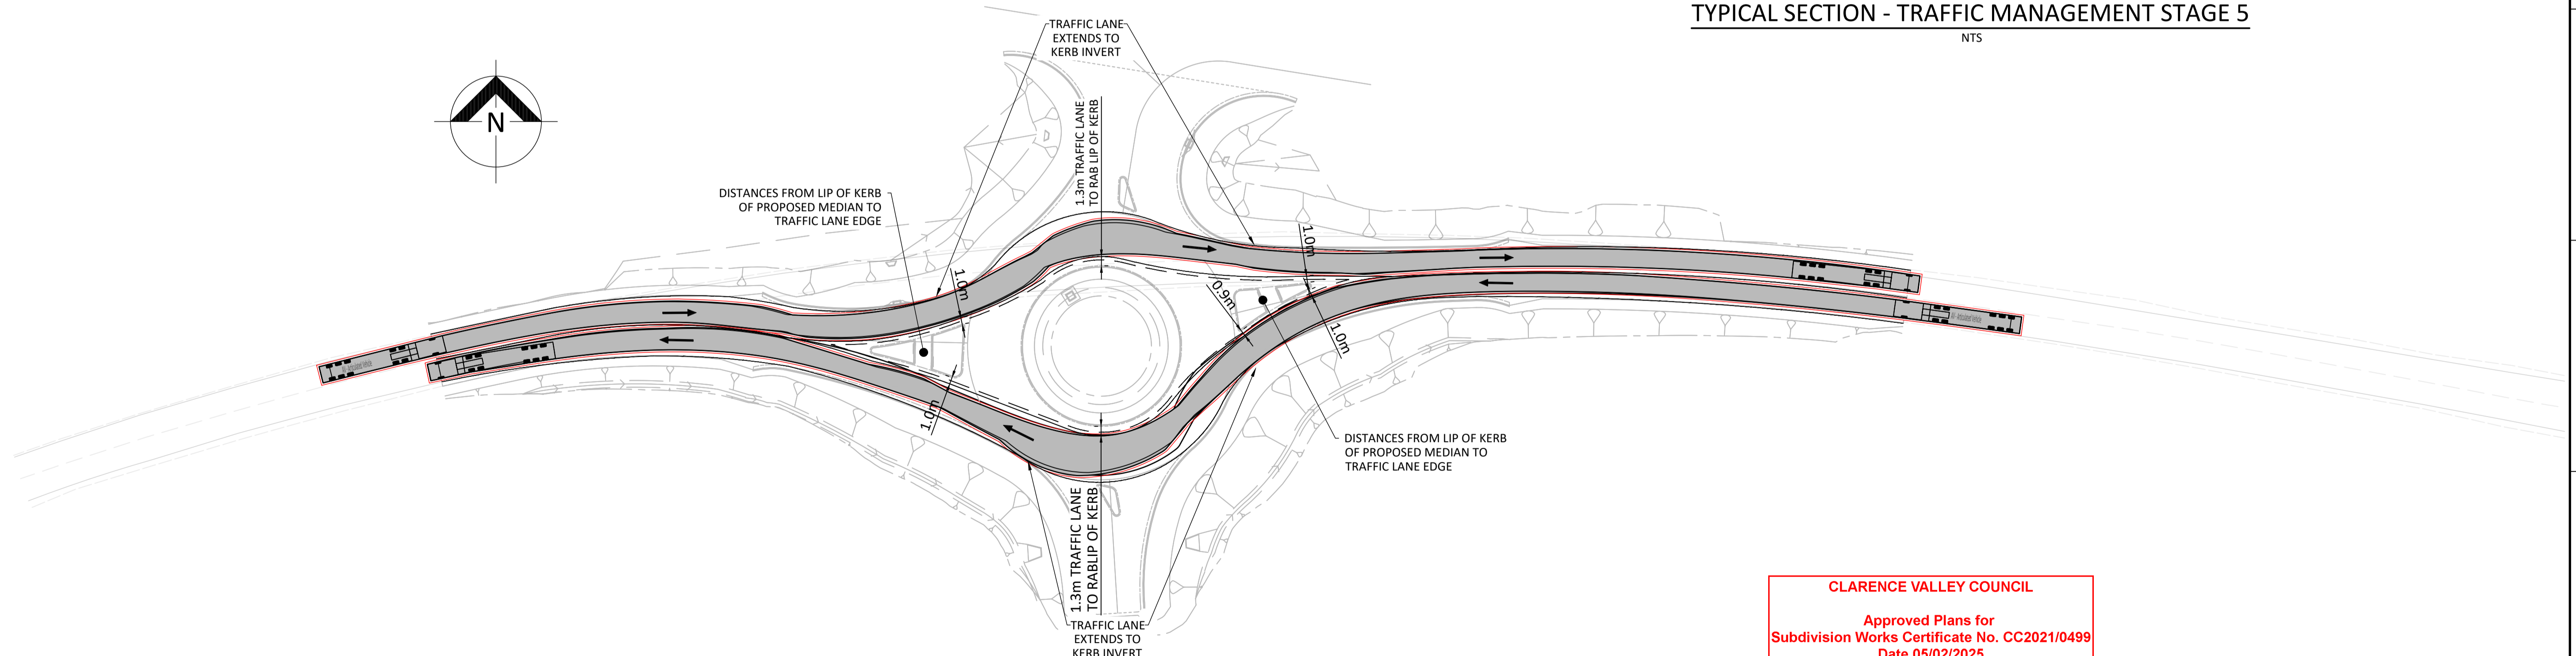 TYPICAL SECTION - TRAFFIC MANAGEMENT STAGE 5
NTS
TRAFFIC LANE
EXTENDS TO
KERB INVERT
N
1.3m TRAFFIC LANE
TO RAB LIP OF KERB
DISTANCES FROM LIP OF KERB
OF PROPOSED MEDIAN TO
TRAFFIC LANE EDGE
1.0m
1.0m
0.9m
1.0m
1.0m
DISTANCES FROM LIP OF KERB
OF PROPOSED MEDIAN TO
TRAFFIC LANE EDGE
1.3m TRAFFIC LANE
TO RABLIP OF KERB
TRAFFIC LANE
EXTENDS TO
KERB INVERT
CLARENCE VALLEY COUNCIL
Approved Plans for
Subdivision Works Certificate No. CC2021/0499
Date 05/02/2025